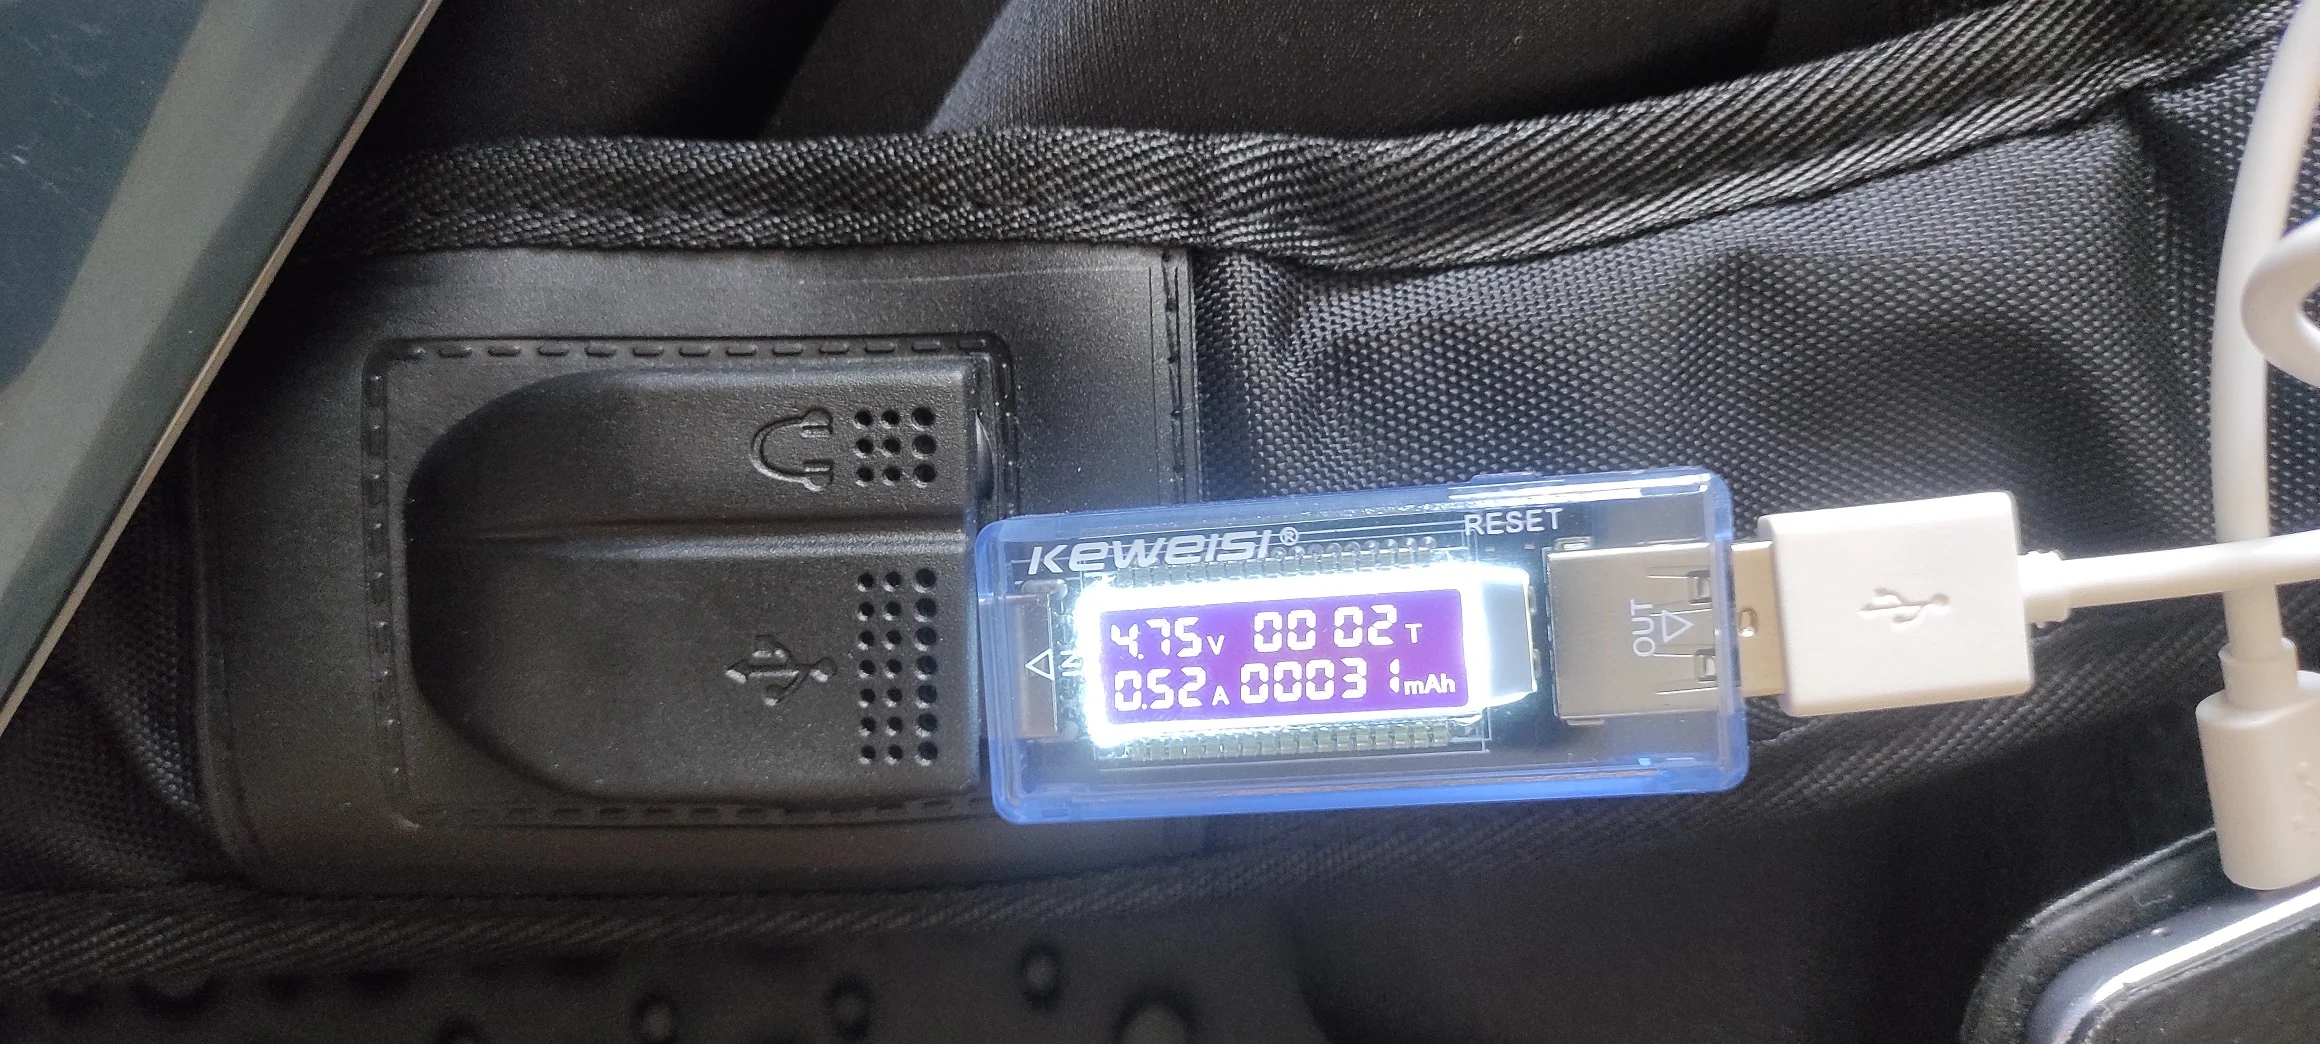 KEWEISI®
RESET
IN
4.75V 00 02 T
0.52A 00031mAh
OUT